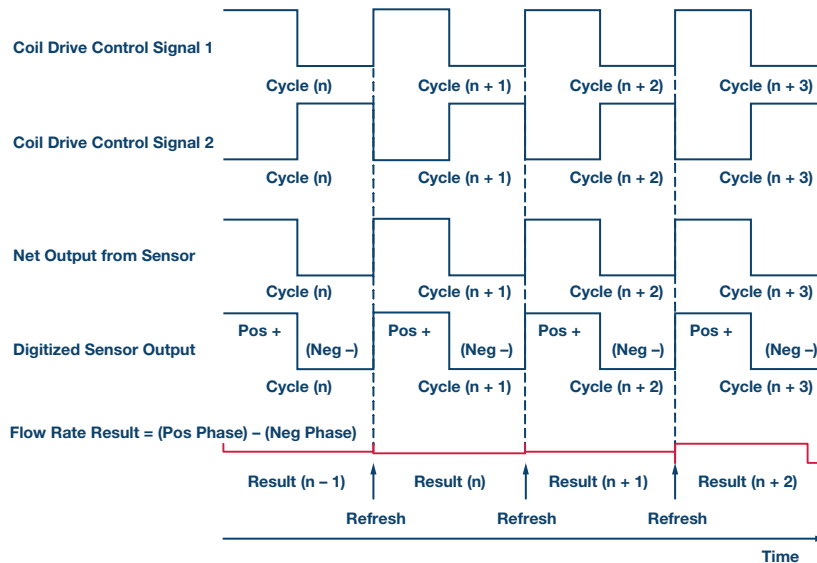 Coil Drive Control Signal 1
Cycle (n) Cycle (n + 1) Cycle (n + 2) Cycle (n + 3)
Coil Drive Control Signal 2
Cycle (n) Cycle (n + 1) Cycle (n + 2) Cycle (n + 3)
Net Output from Sensor
Cycle (n) Cycle (n + 1) Cycle (n + 2) Cycle (n + 3)
Pos + Pos + Pos + Pos +
Digitized Sensor Output (Neg –) (Neg –) (Neg –) (Neg –)
Cycle (n) Cycle (n + 1) Cycle (n + 2) Cycle (n + 3)
Flow Rate Result = (Pos Phase) – (Neg Phase)
Result (n – 1) Result (n) Result (n + 1) Result (n + 2)
Refresh Refresh Refresh
Time